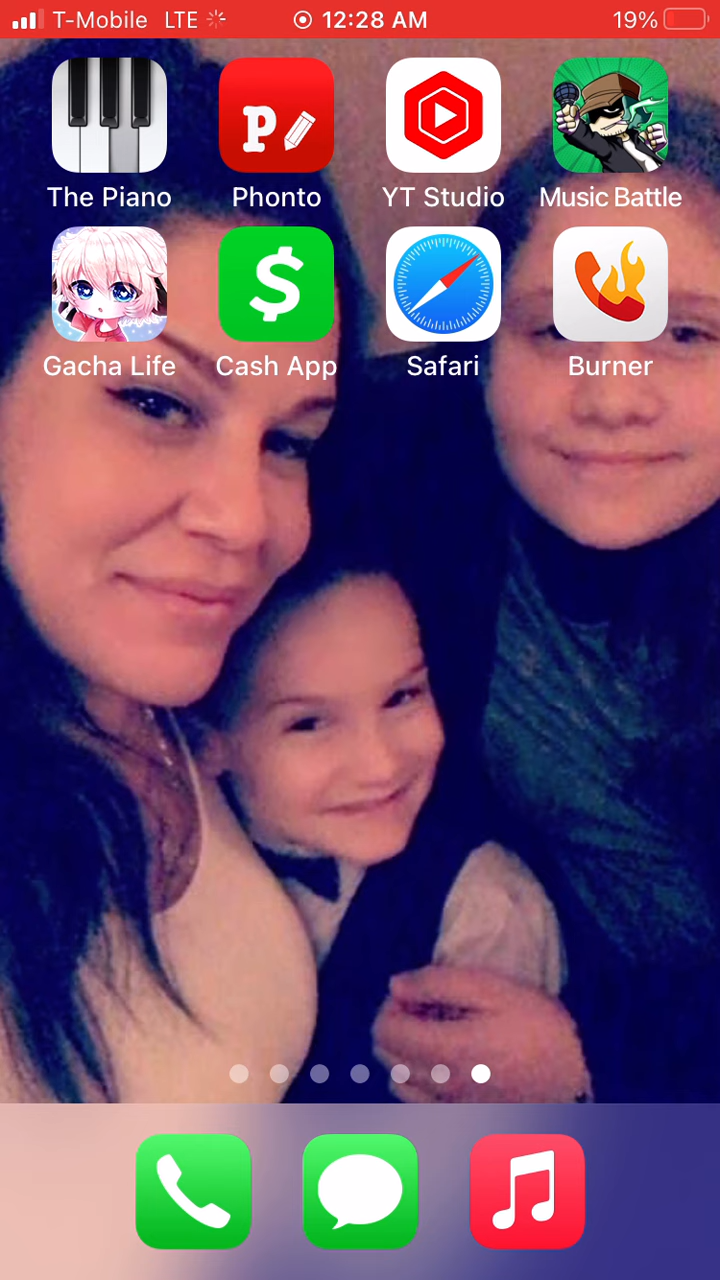 T-Mobile LTE 12:28 AM 19%
P
The Piano Phonto YT Studio Music Battle
$
Gacha Life Cash App Safari Burner